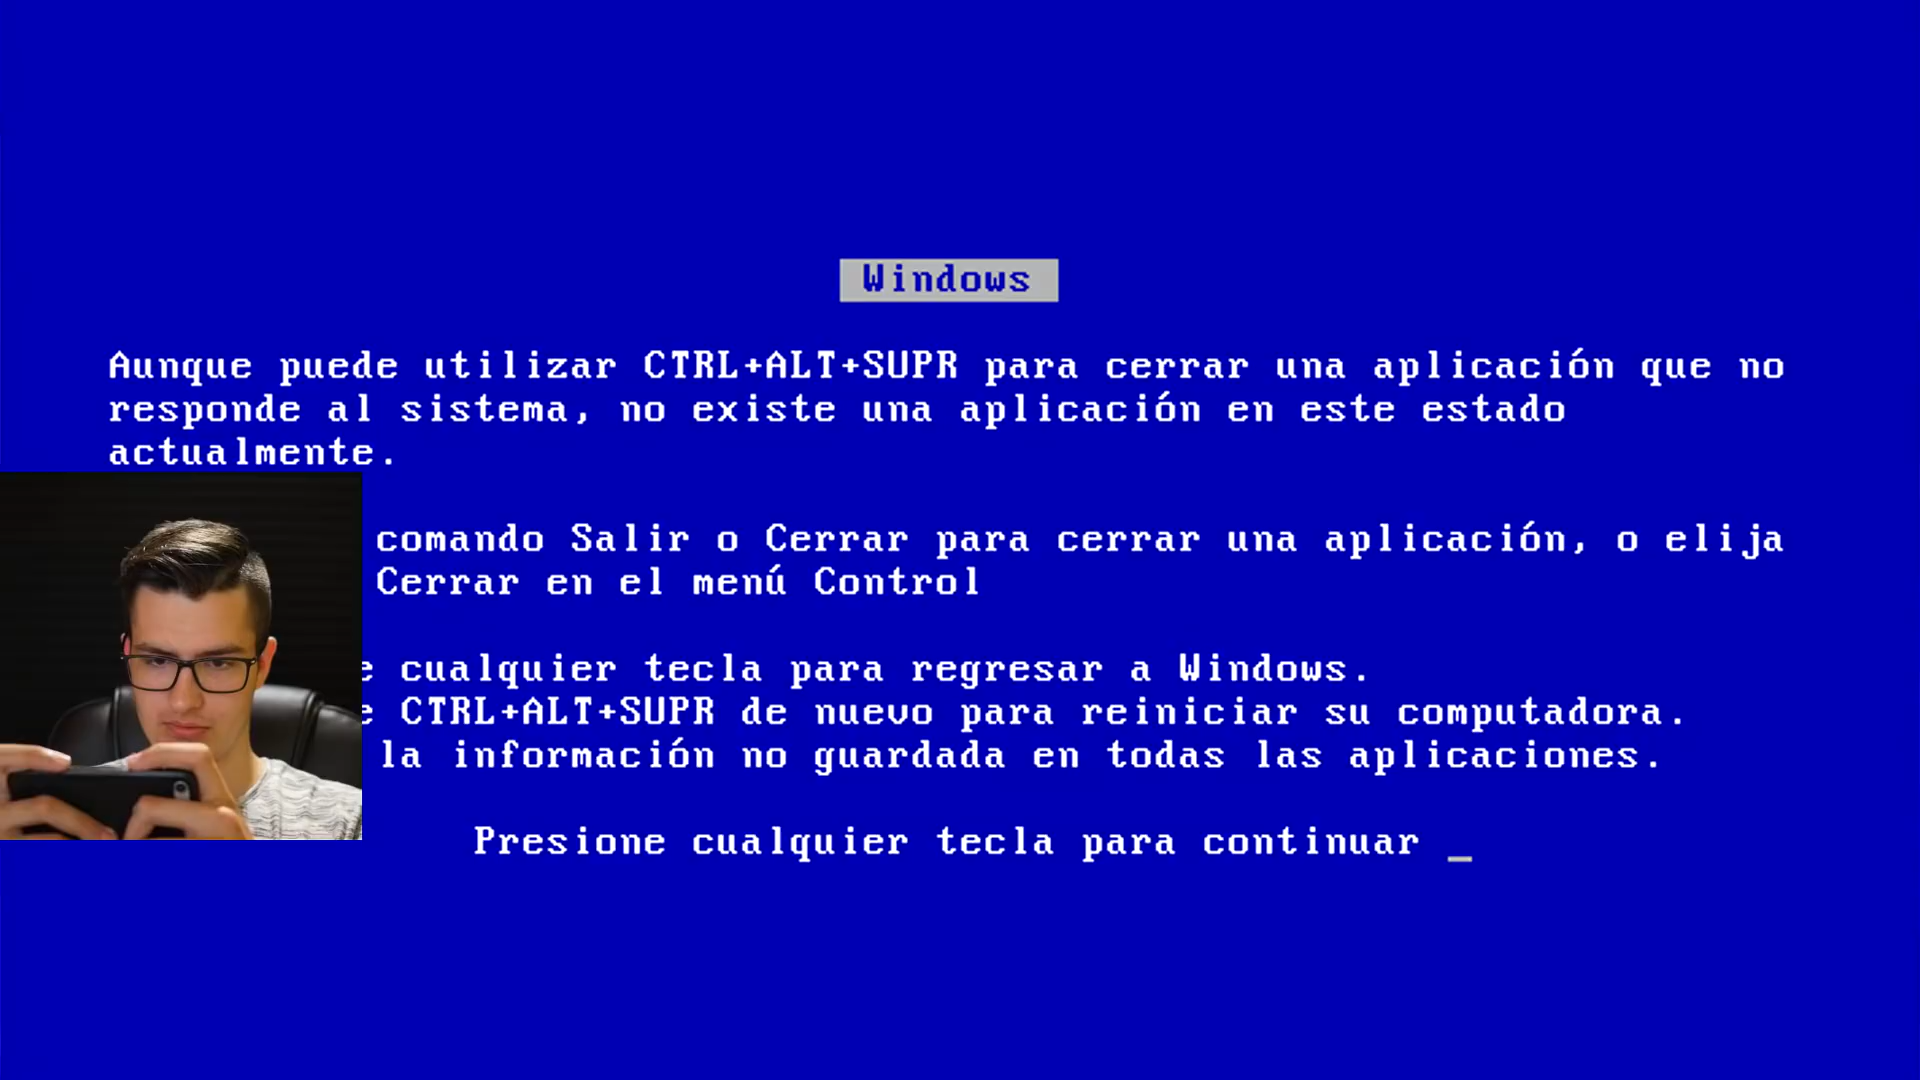 Windows
Aunque puede utilizar CTRL+ALT+SUPR para cerrar una aplicación que no
responde al sistema, no existe una aplicación en este estado
actualmente.
comando Salir o Cerrar para cerrar una aplicación, o elija
Cerrar en el menú Control
cualquier tecla para regresar a Windows.
CTRL+ALT+SUPR de nuevo para reiniciar su computadora.
la información no guardada en todas las aplicaciones.
Presione cualquier tecla para continuar _